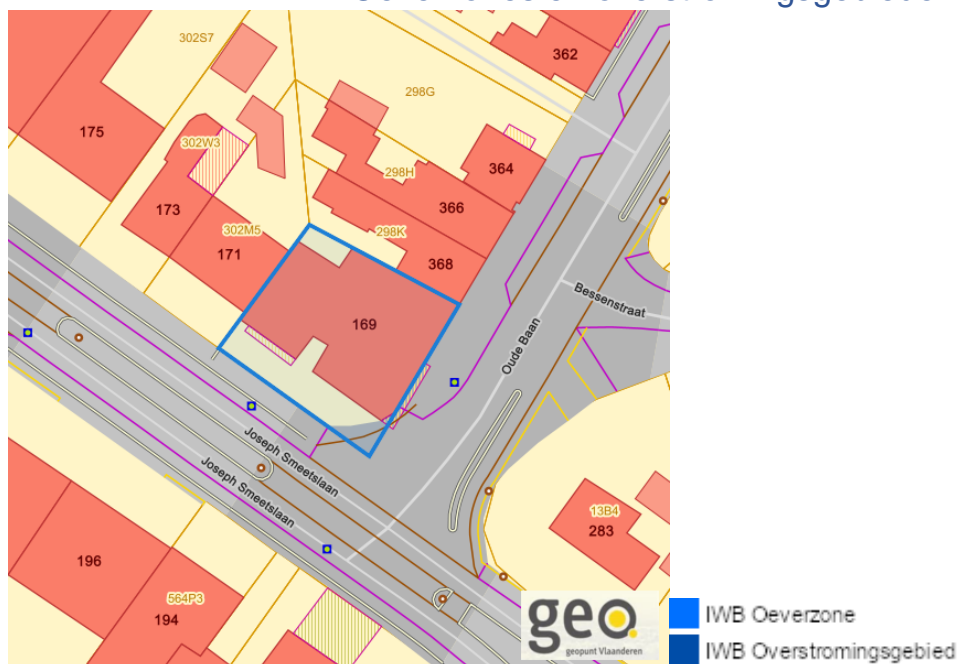 302S7
362
298G
175
302W3
364
298H
366
173
302M5
298K
171
368
Bessenstraat
169
Oude Baan
Joseph Smeetslaan
Joseph Smeetslaan
13B4
283
196
564P3
194
geo.
geopunt Vlaanderen
IWB Oeverzone
IWB Overstromingsgebied